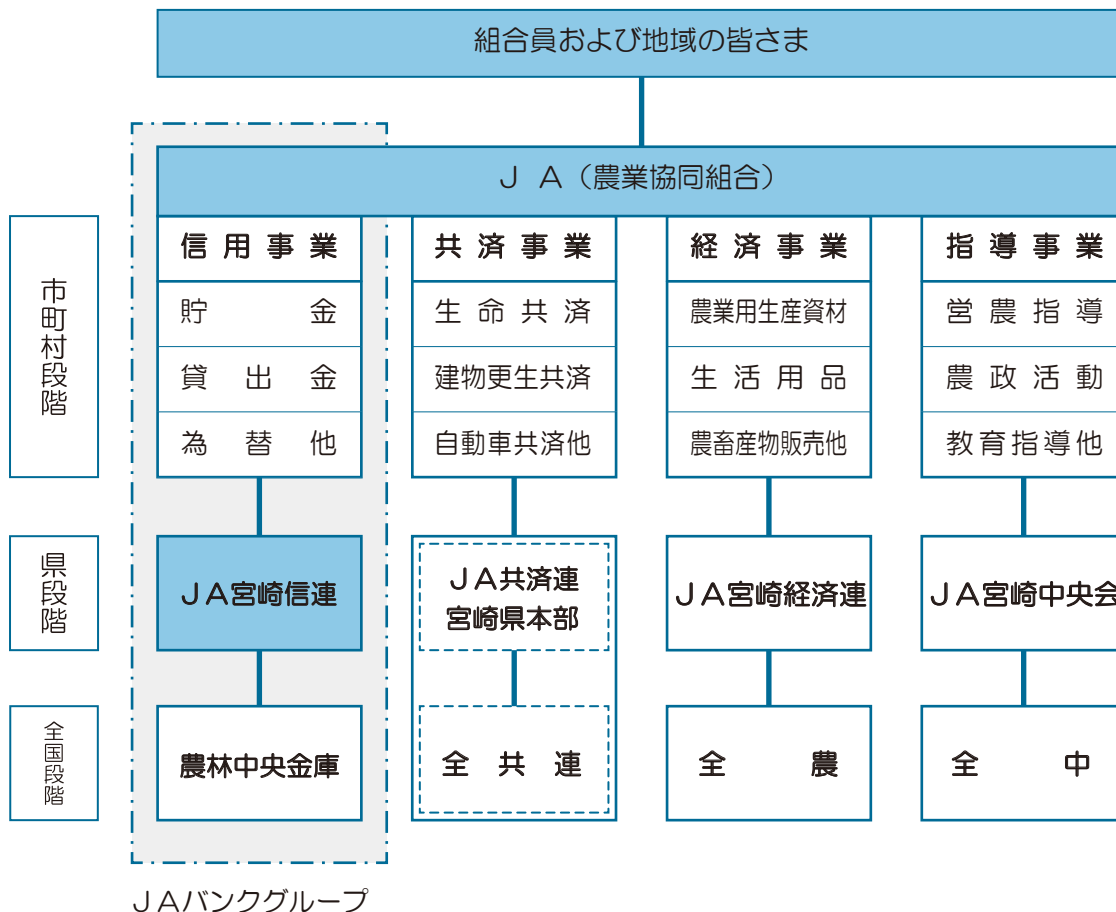 組合員および地域の皆さま
JA（農業協同組合）
市町村段階
信用事業
共済事業
経済事業
指導事業
貯金
生命共済
農業用生産資材
営農指導
貸出金
建物更生共済
生活用品
農政活動
為替他
自動車共済他
農畜産物販売他
教育指導他
県段階
JA宮崎信連
JA共済連
宮崎県本部
JA宮崎経済連
JA宮崎中央会
全国段階
農林中央金庫
全共連
全農
全中
JAバンクグループ